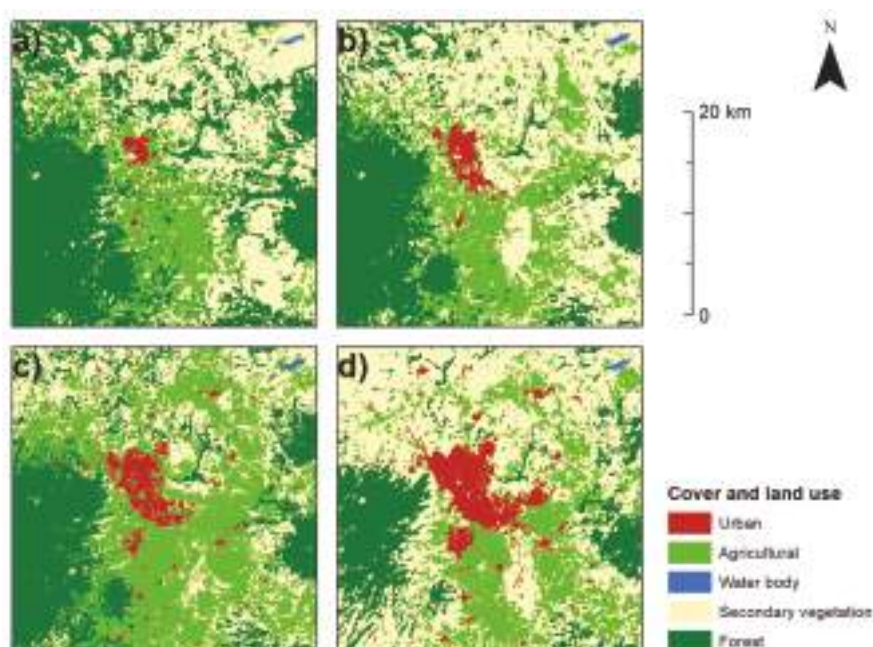 a)
b)
N
20 km
0
c)
d)
Cover and land use
Urban
Agricultural
Water body
Secondary vegetation
Forest